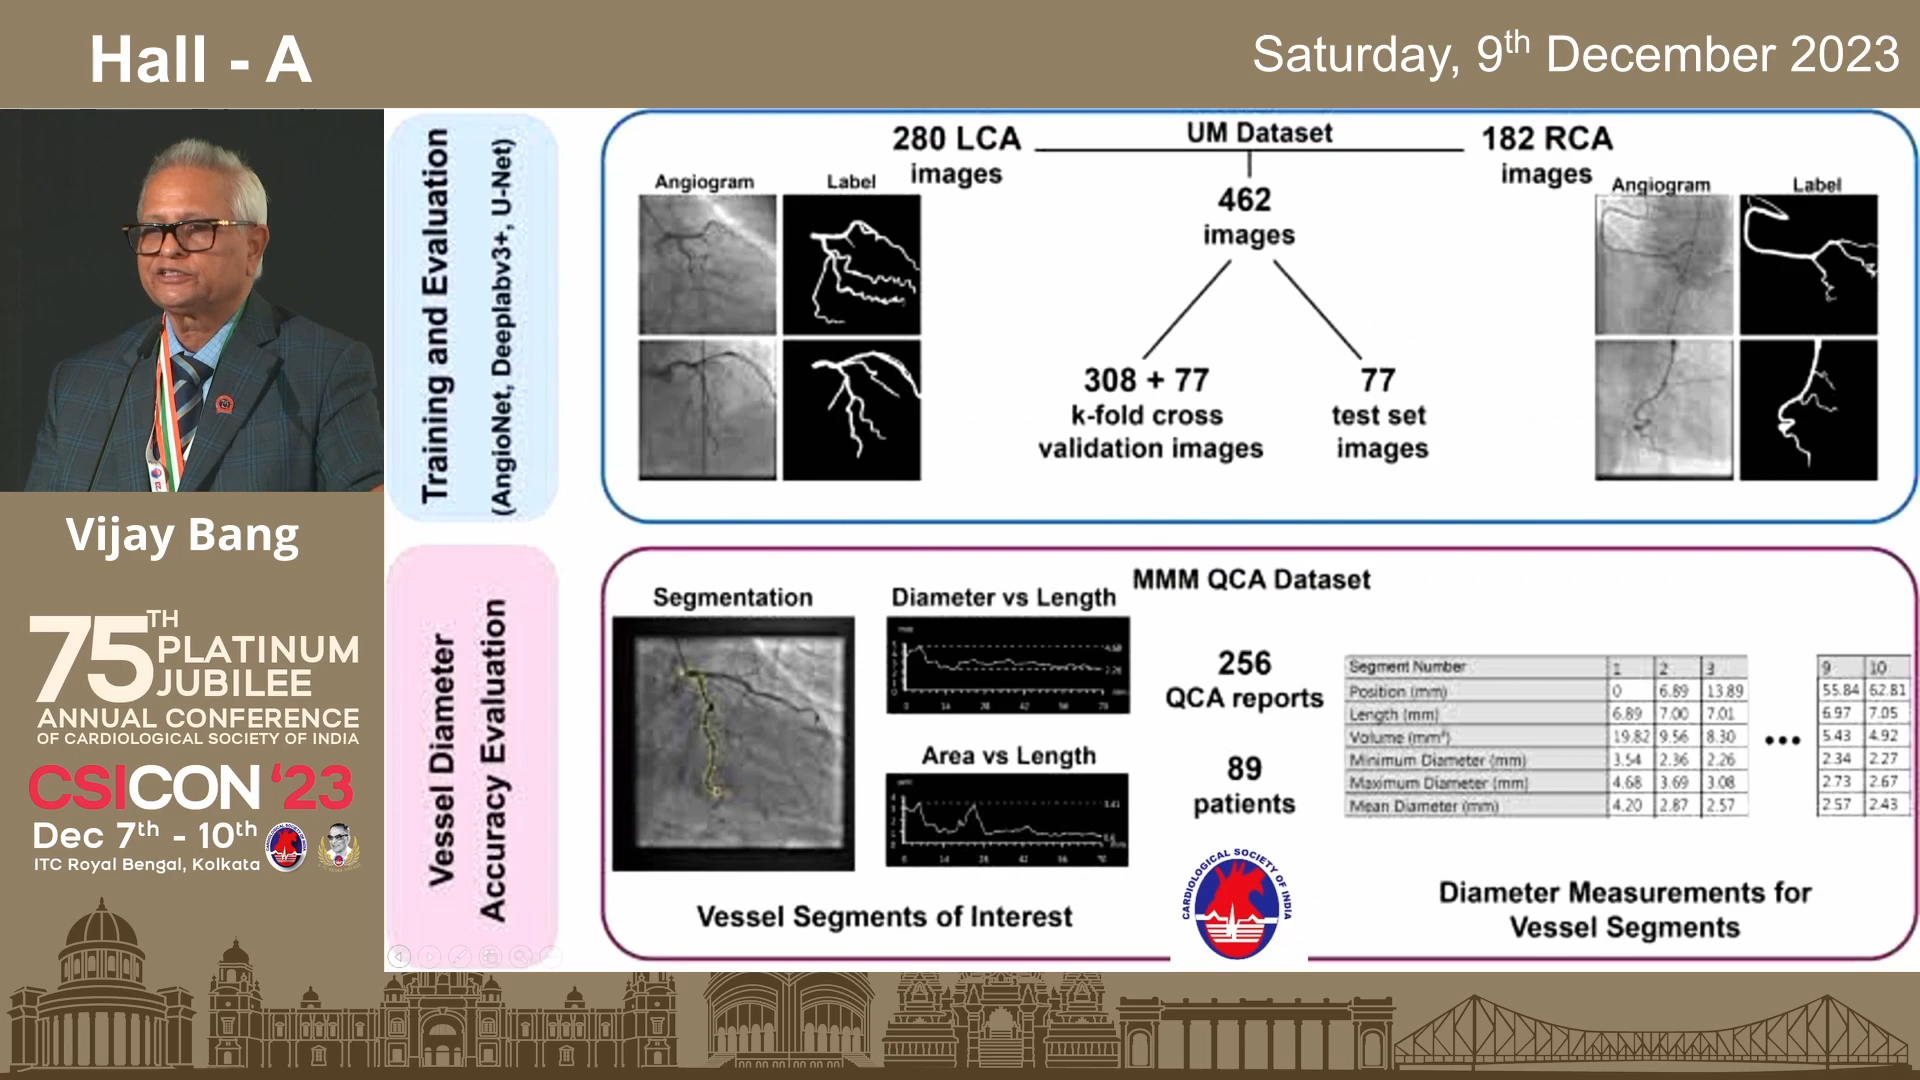 Hall - A
Saturday, 9th December 2023
Vijay Bang
75TH PLATINUM
JUBILEE
ANNUAL CONFERENCE
OF CARDIOLOGICAL SOCIETY OF INDIA
CSICON '23
Dec 7th - 10th
ITC Royal Bengal, Kolkata
Training and Evaluation
(AngioNet, Deeplabv3+, U-Net)
UM Dataset
280 LCA
images
182 RCA
images
Angiogram
Label
Angiogram
Label
462
images
308 + 77
k-fold cross
validation images
77
test set
images
Vessel Diameter
Accuracy Evaluation
MMM QCA Dataset
Segmentation
Diameter vs Length
Area vs Length
Vessel Segments of Interest
256
QCA reports
89
patients
Segment Number 1 2 3 9 10
Position (mm) 0 6.89 13.89 ••• 55.84 62.81
Length (mm) 6.89 7.00 7.01 6.97 7.05
Volume (mm³) 19.82 9.56 8.30 5.43 4.92
Minimum Diameter (mm) 3.54 2.36 2.26 2.34 2.27
Maximum Diameter (mm) 4.68 3.69 3.08 2.73 2.67
Mean Diameter (mm) 4.20 2.87 2.57 2.57 2.43
Diameter Measurements for
Vessel Segments
CARDIOLOGICAL SOCIETY OF INDIA